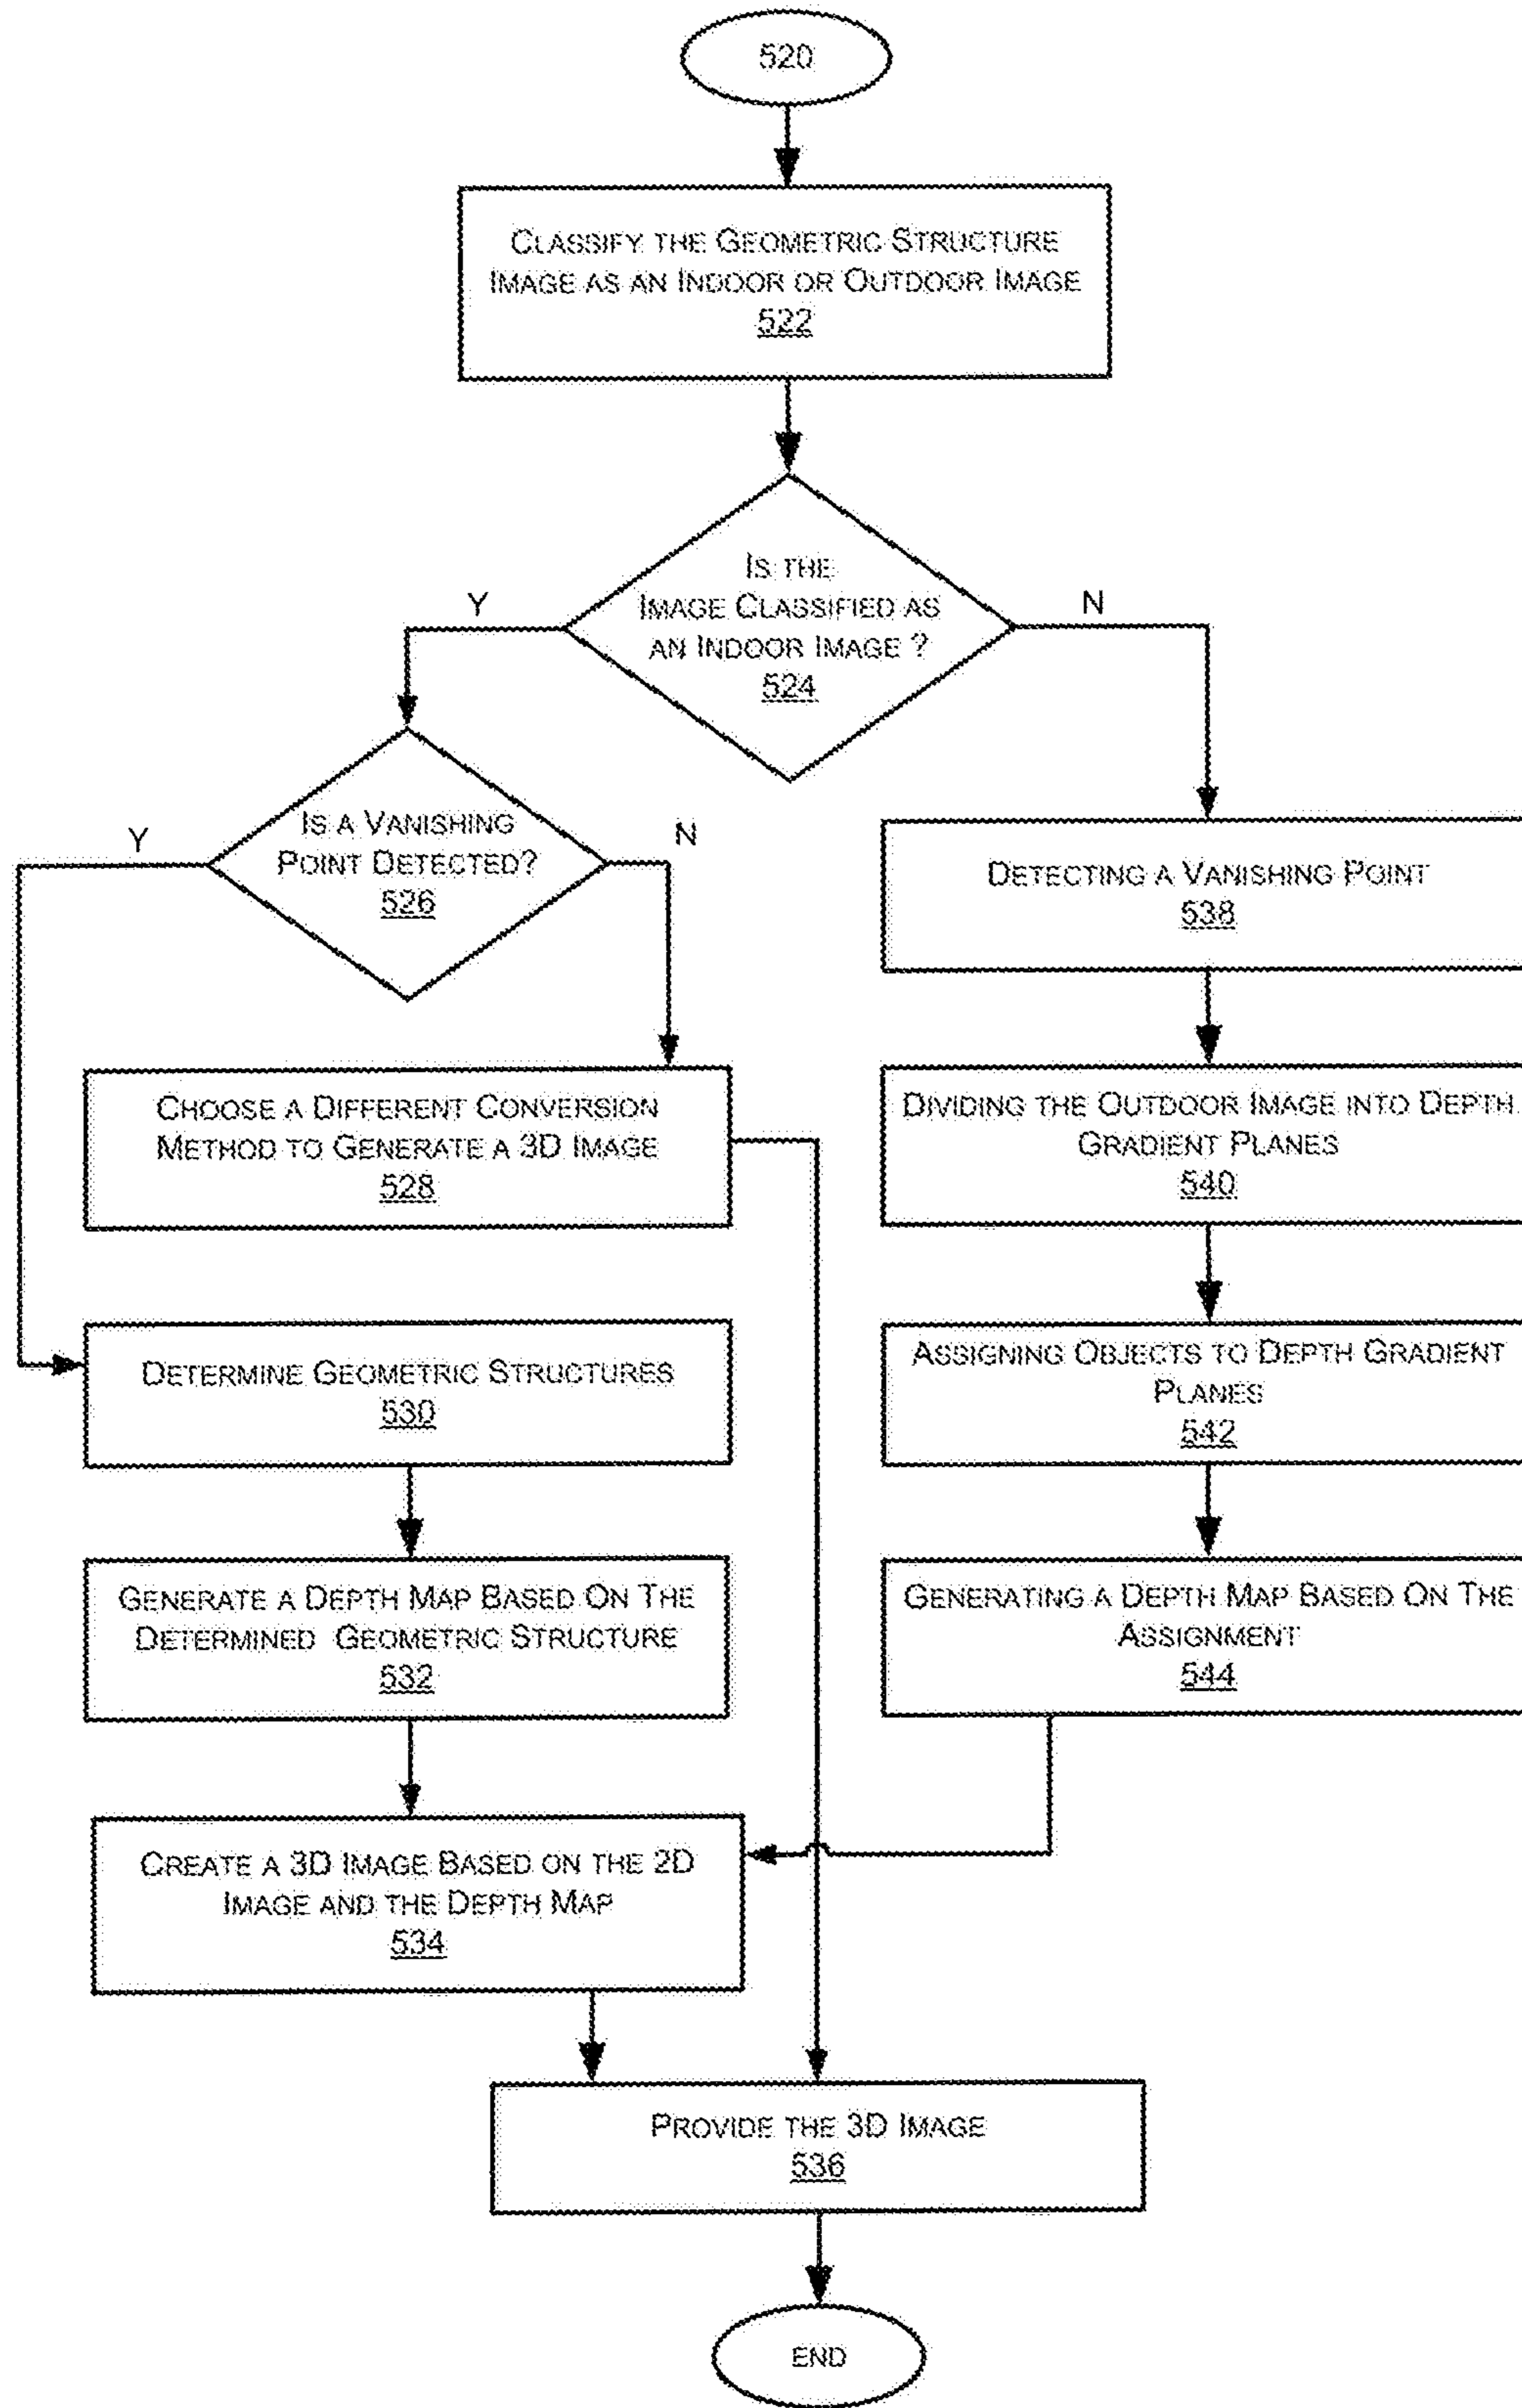 520
CLASSIFY THE GEOMETRIC STRUCTURE
IMAGE AS AN INDOOR OR OUTDOOR IMAGE
522
IS THE
IMAGE CLASSIFIED AS
AN INDOOR IMAGE ?
524
Y
N
IS A VANISHING
POINT DETECTED?
526
Y
N
DETECTING A VANISHING POINT
538
CHOOSE A DIFFERENT CONVERSION
METHOD TO GENERATE A 3D IMAGE
528
DIVIDING THE OUTDOOR IMAGE INTO DEPTH
GRADIENT PLANES
540
DETERMINE GEOMETRIC STRUCTURES
530
ASSIGNING OBJECTS TO DEPTH GRADIENT
PLANES
542
GENERATE A DEPTH MAP BASED ON THE
DETERMINED GEOMETRIC STRUCTURE
532
GENERATING A DEPTH MAP BASED ON THE
ASSIGNMENT
544
CREATE A 3D IMAGE BASED ON THE 2D
IMAGE AND THE DEPTH MAP
534
PROVIDE THE 3D IMAGE
536
END